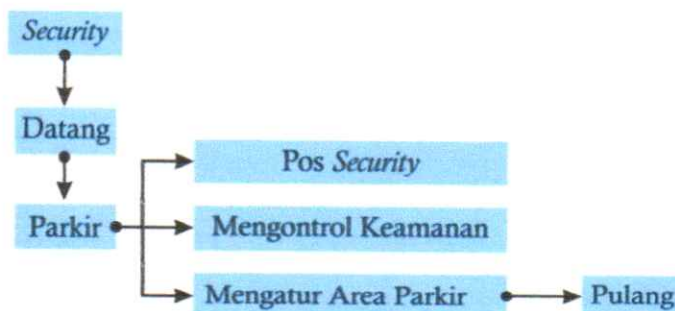 Security
Datang
Parkir
Pos Security
Mengontrol Keamanan
Mengatur Area Parkir
Pulang